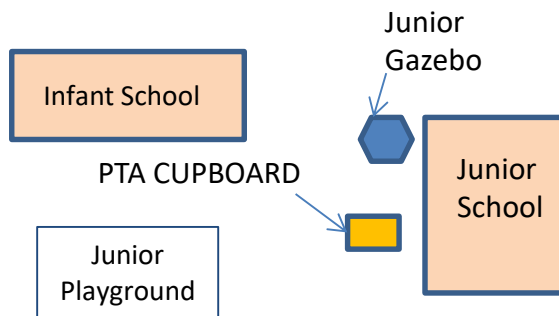 Junior
Gazebo
Infant School
PTA CUPBOARD
Junior
School
Junior
Playground